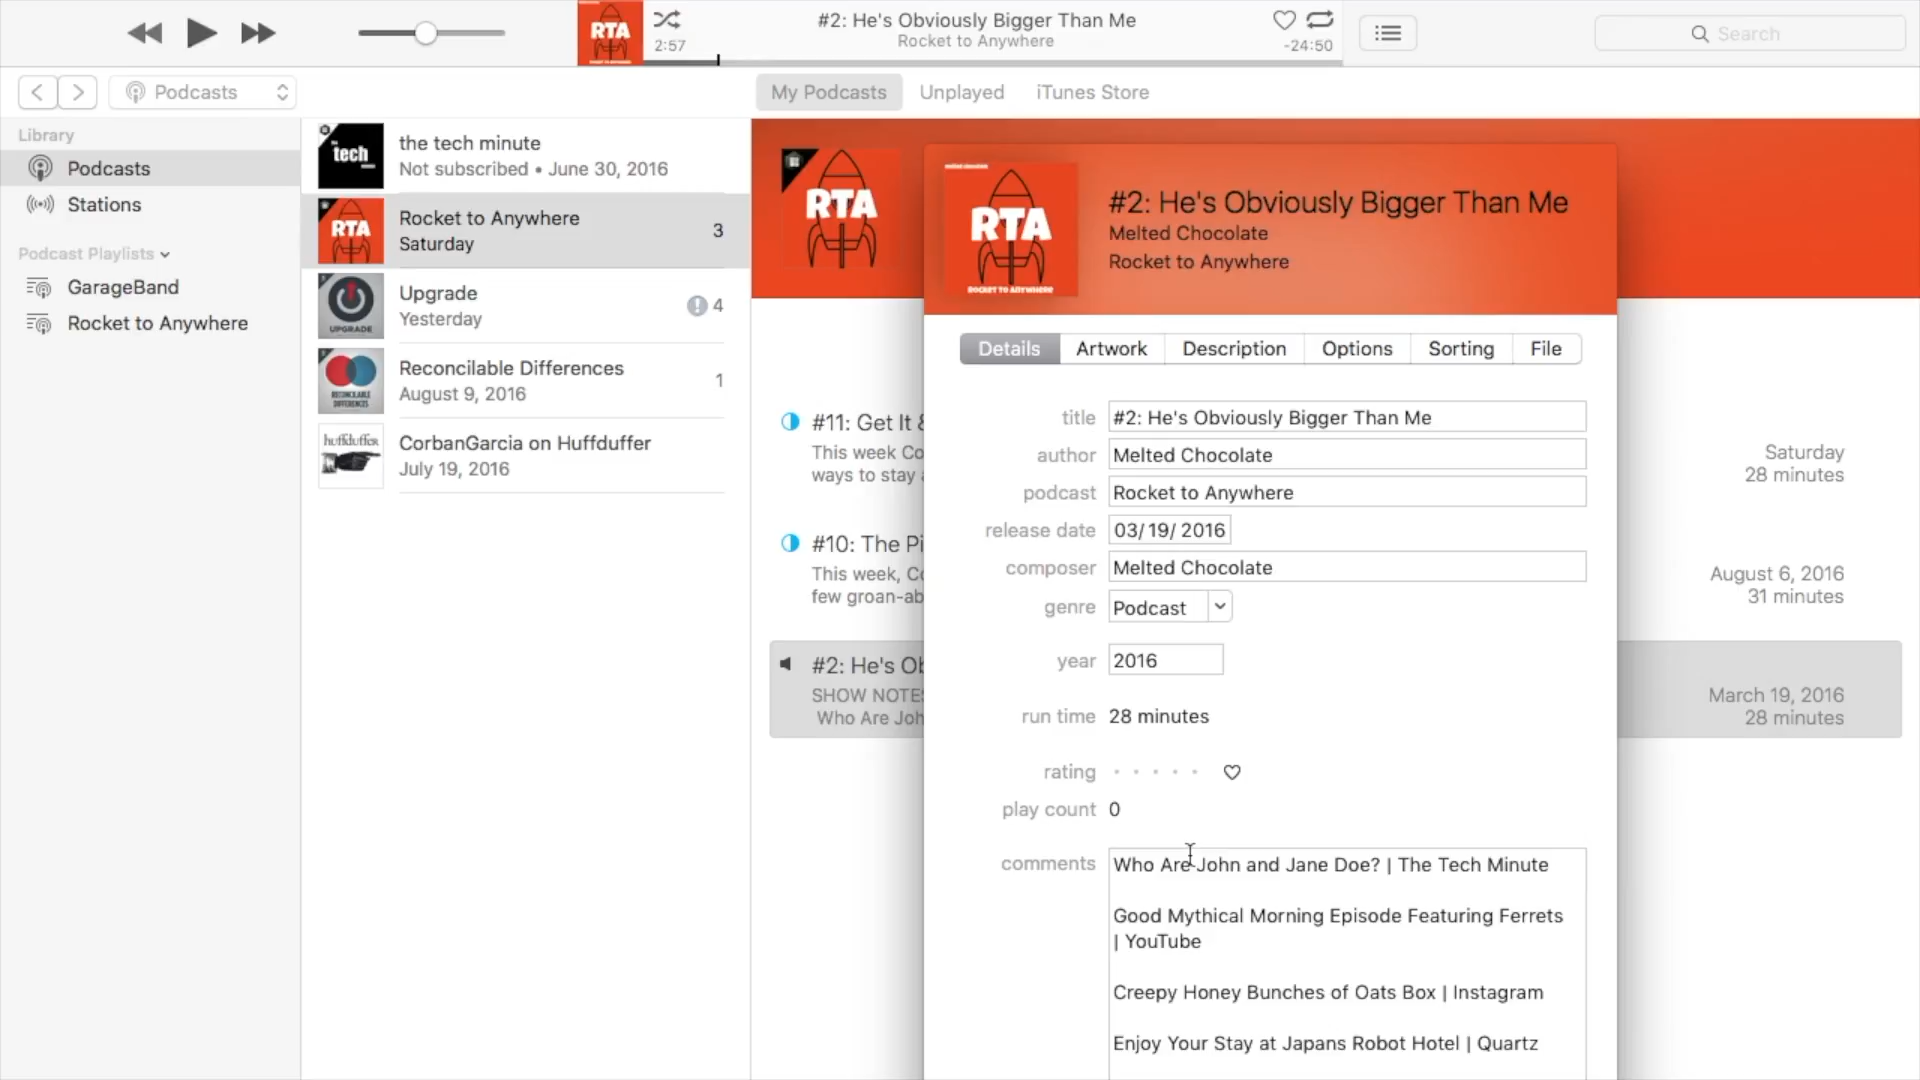 #2: He's Obviously Bigger Than Me
Rocket to Anywhere
2:57
-24:50
Search
RTA
Podcasts
My Podcasts
Unplayed
iTunes Store
Library
Podcasts
Stations
Podcast Playlists
GarageBand
Rocket to Anywhere
tech
the tech minute
Not subscribed • June 30, 2016
RTA
Rocket to Anywhere
Saturday
3
UPGRADE
Upgrade
Yesterday
4
RECONCILABLE
DIFFERENCES
Reconcilable Differences
August 9, 2016
1
huffduffer
CorbanGarcia on Huffduffer
July 19, 2016
RTA
#11: Get It &
This week Co
ways to stay a
Saturday
28 minutes
#10: The Pi
This week, Co
few groan-ab
August 6, 2016
31 minutes
#2: He's Ob
SHOW NOTES
Who Are Joh
March 19, 2016
28 minutes
RTA
ROCKET TO ANYWHERE
#2: He's Obviously Bigger Than Me
Melted Chocolate
Rocket to Anywhere
Details
Artwork
Description
Options
Sorting
File
title #2: He's Obviously Bigger Than Me
author Melted Chocolate
podcast Rocket to Anywhere
release date 03/19/2016
composer Melted Chocolate
genre Podcast
year 2016
run time 28 minutes
rating
play count 0
comments Who Are John and Jane Doe? | The Tech Minute
Good Mythical Morning Episode Featuring Ferrets
| YouTube
Creepy Honey Bunches of Oats Box | Instagram
Enjoy Your Stay at Japans Robot Hotel | Quartz